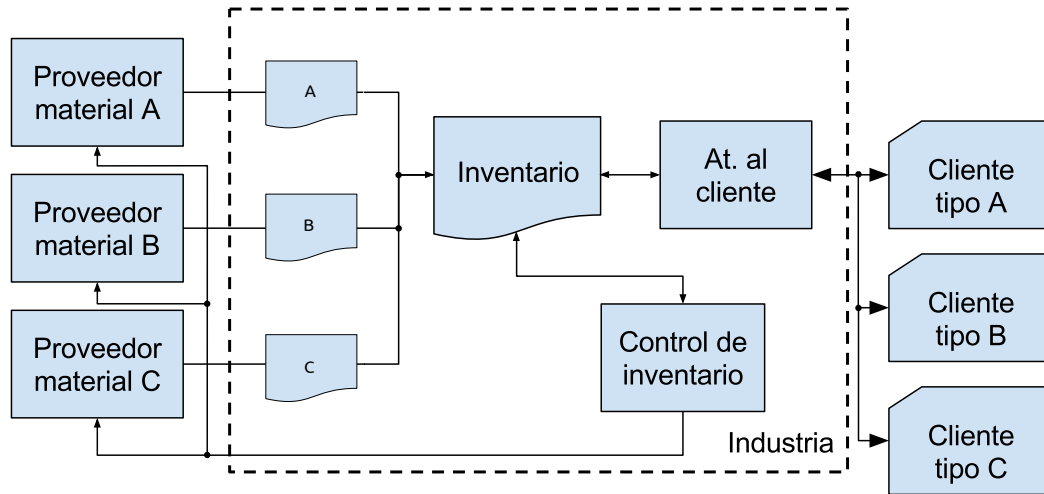 Proveedor
material A
A
Proveedor
material B
B
Proveedor
material C
C
Inventario
At. al
cliente
Control de
inventario
Industria
Cliente
tipo A
Cliente
tipo B
Cliente
tipo C